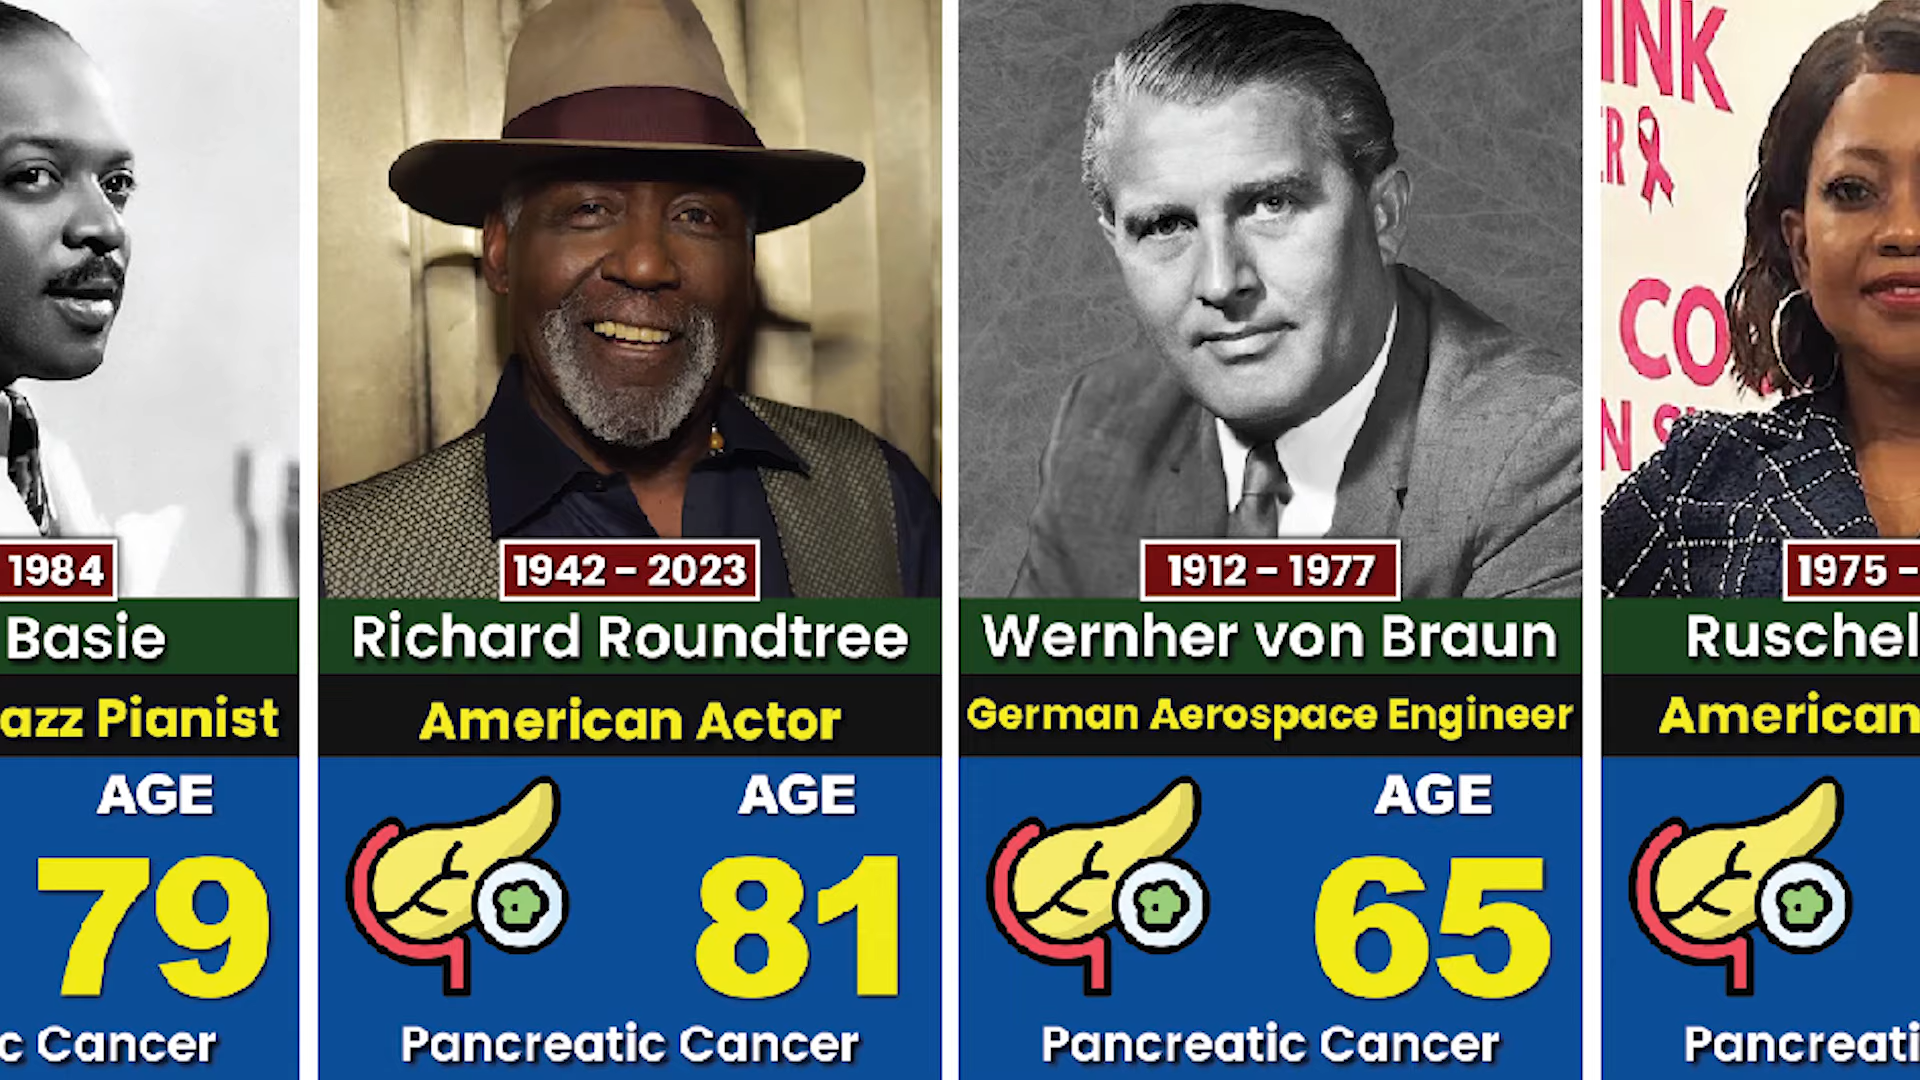 1984
Basie
azz Pianist
AGE
79
c Cancer
1942 - 2023
Richard Roundtree
American Actor
AGE
81
Pancreatic Cancer
1912 - 1977
Wernher von Braun
German Aerospace Engineer
AGE
65
Pancreatic Cancer
INK
ER
CO
N S
1975 -
Ruschel
American
Pancreati